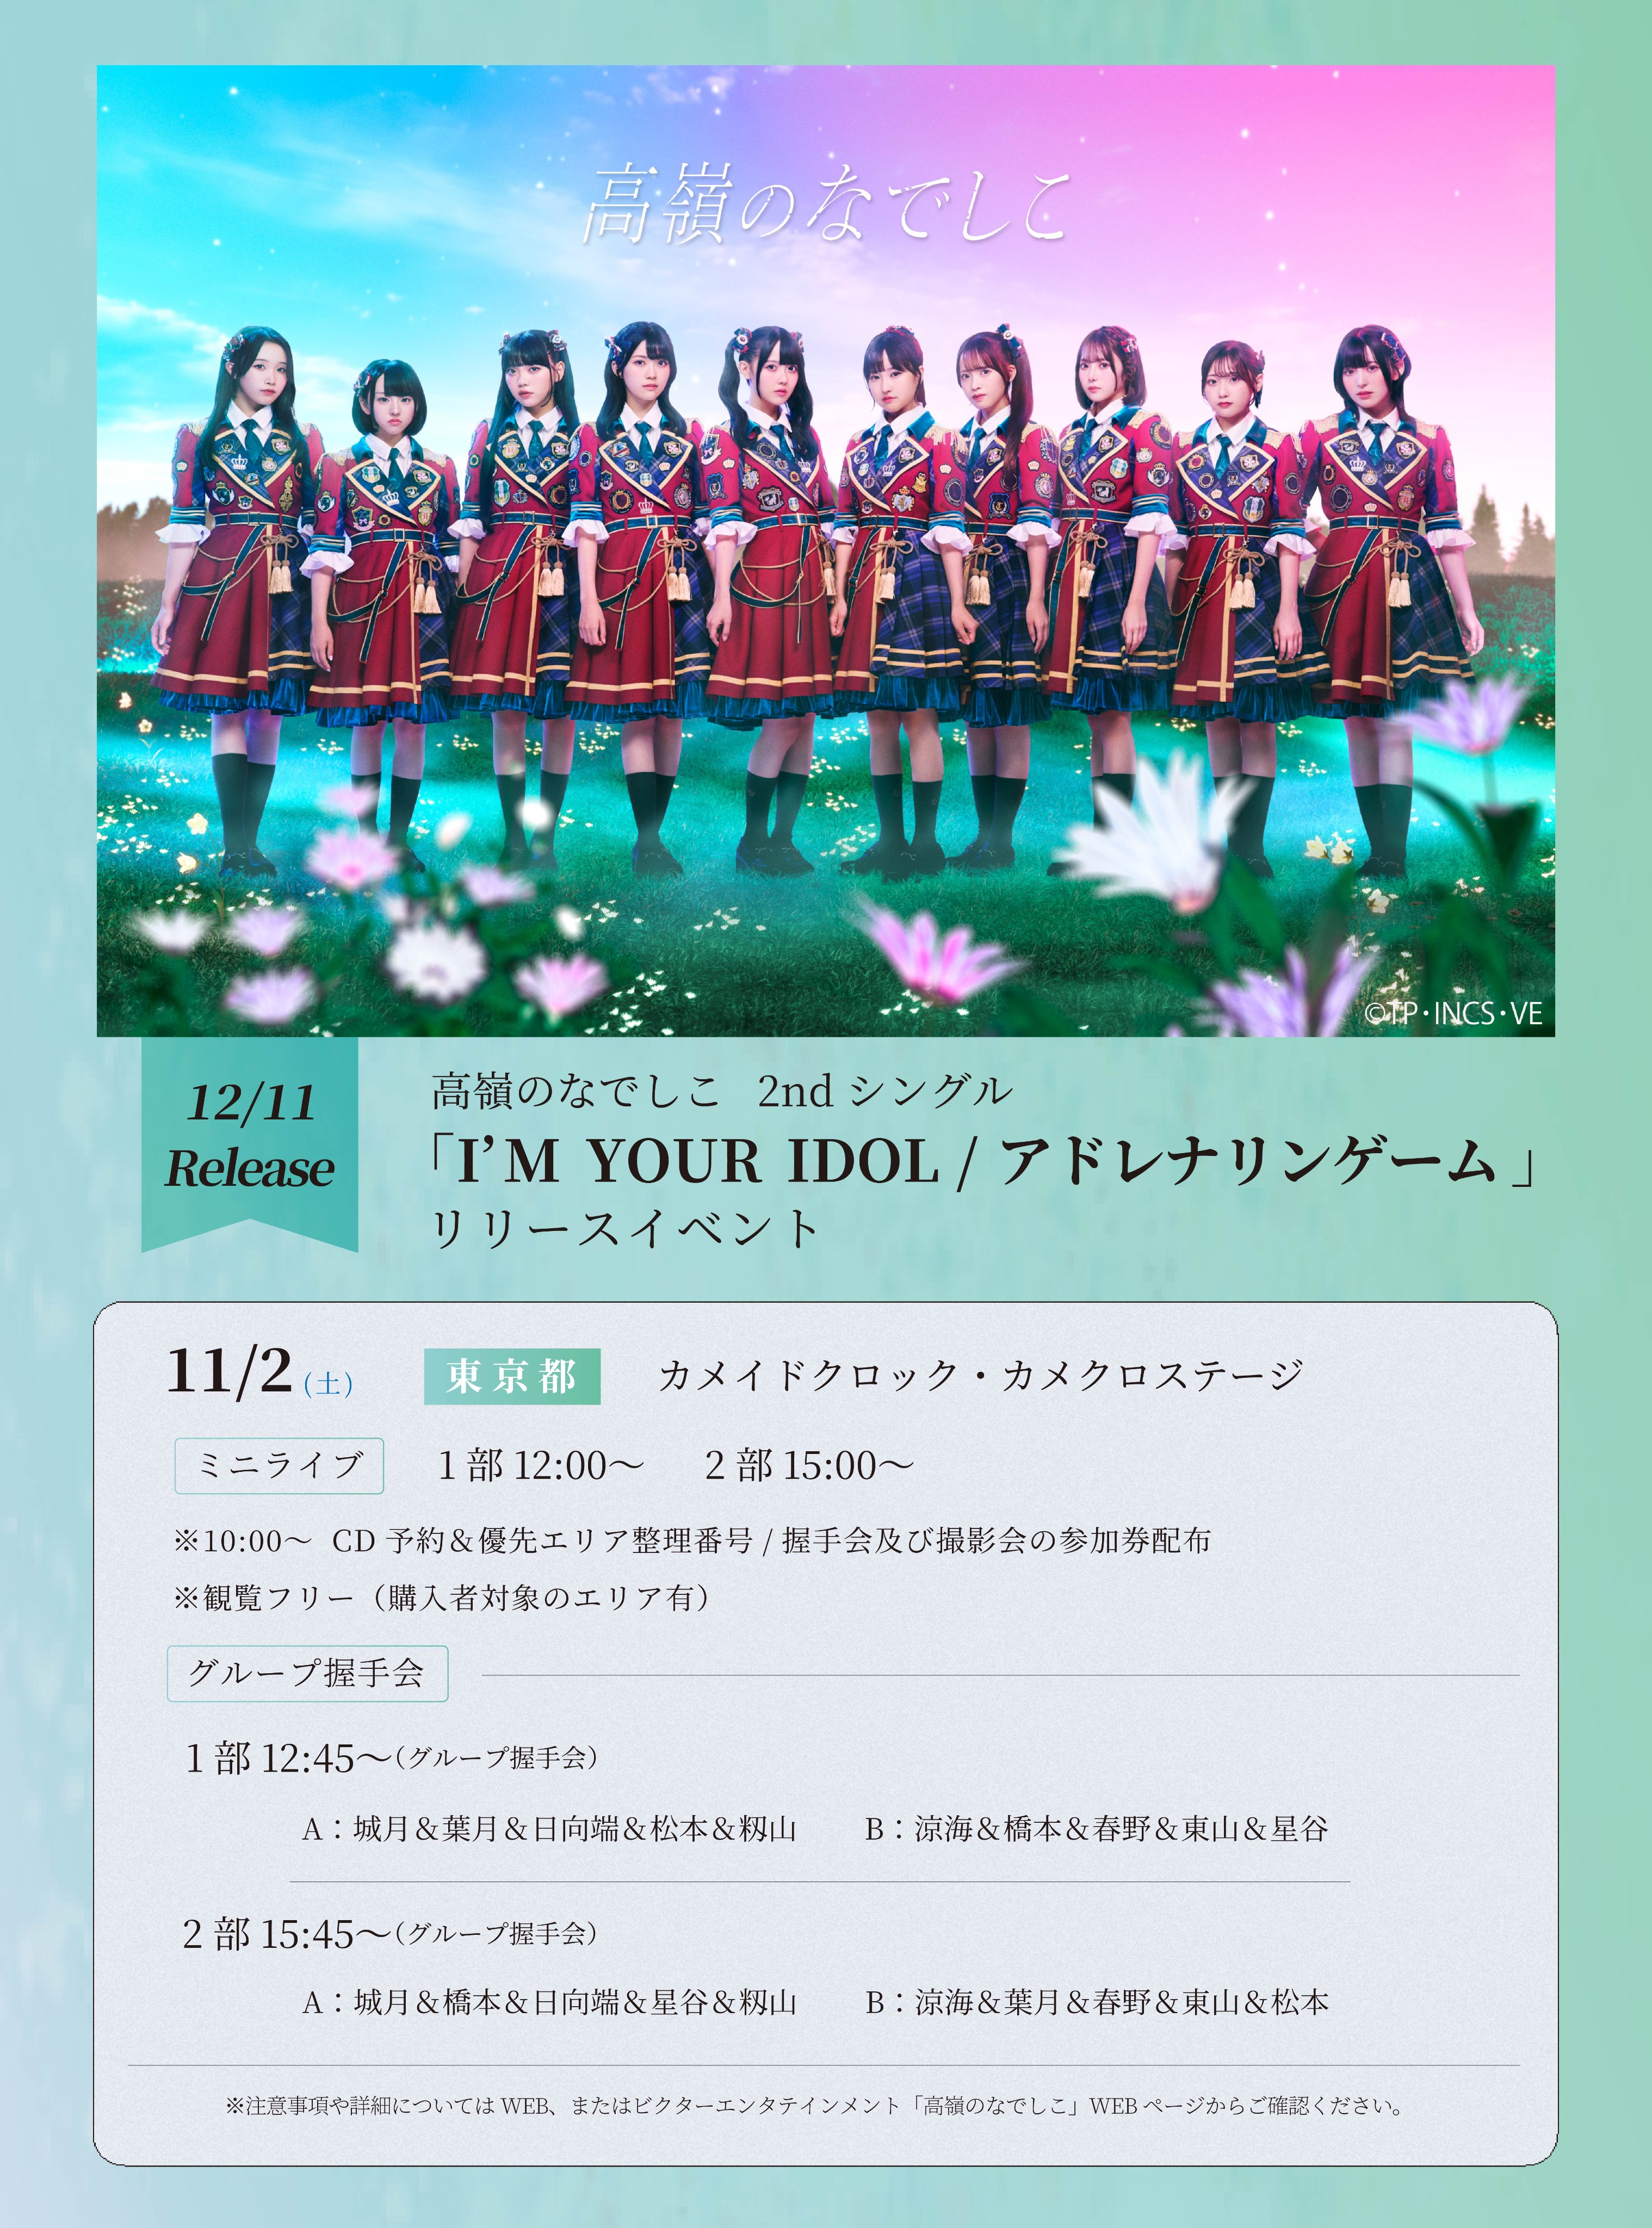 高嶺のなでしこ
©TP・INCS・VE
12/11
Release
高嶺のなでしこ 2nd シングル
「I'M YOUR IDOL / アドレナリンゲーム」
リリースイベント
11/2(土) 東京都 カメイドクロック・カメクロステージ
ミニライブ 1部 12:00〜 2部 15:00〜
※10:00〜 CD 予約&優先エリア整理番号 / 握手会及び撮影会の参加券配布
※観覧フリー（購入者対象のエリア有）
グループ握手会
1部 12:45〜(グループ握手会)
A：城月&葉月&日向端&松本&籾山 B：涼海&橋本&春野&東山&星谷
2部 15:45〜(グループ握手会)
A：城月&橋本&日向端&星谷&籾山 B：涼海&葉月&春野&東山&松本
※注意事項や詳細については WEB、またはビクターエンタテインメント「高嶺のなでしこ」WEB ページからご確認ください。